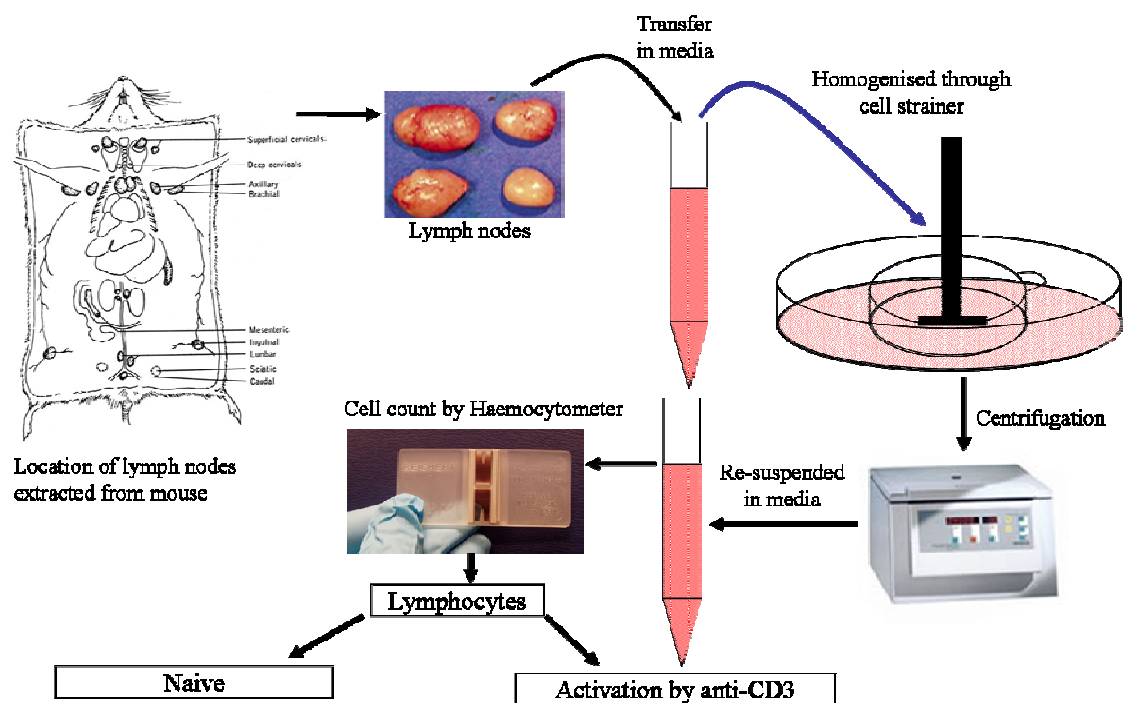 Transfer
in media
Homogenised through
cell strainer
Superficial cervicals
Deep cervicals
Axillary
Brachial
Lymph nodes
Mesenteric
Inguinal
Lumbar
Sciatic
Caudal
Location of lymph nodes
extracted from mouse
Cell count by Haemocytometer
REICHERT
Centrifugation
Re-suspended
in media
Lymphocytes
Naive
Activation by anti-CD3